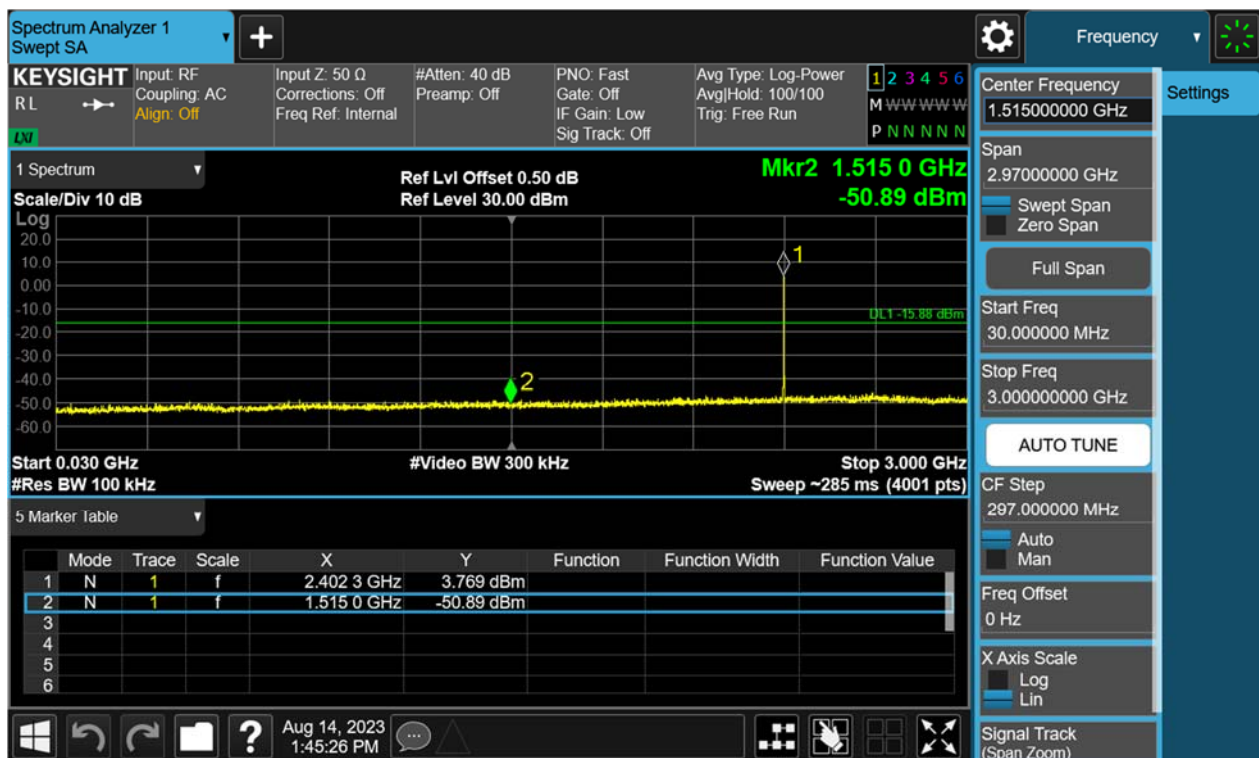 Spectrum Analyzer 1
Swept SA
Frequency
KEYSIGHT
R L
LXI
Input: RF
Coupling: AC
Align: Off
Input Z: 50 Ω
Corrections: Off
Freq Ref: Internal
#Atten: 40 dB
Preamp: Off
PNO: Fast
Gate: Off
IF Gain: Low
Sig Track: Off
Avg Type: Log-Power
Avg|Hold: 100/100
Trig: Free Run
1 2 3 4 5 6
M W W W W W
P N N N N N
1 Spectrum
Scale/Div 10 dB
Ref Lvl Offset 0.50 dB
Ref Level 30.00 dBm
Mkr2 1.515 0 GHz
-50.89 dBm
Log
20.0
10.0
0.00
-10.0
-20.0
-30.0
-40.0
-50.0
-60.0
1
DL1 -15.88 dBm
2
Start 0.030 GHz
#Video BW 300 kHz
Stop 3.000 GHz
#Res BW 100 kHz
Sweep ~285 ms (4001 pts)
5 Marker Table
Mode Trace Scale X Y Function Function Width Function Value
1 N 1 f 2.402 3 GHz 3.769 dBm
2 N 1 f 1.515 0 GHz -50.89 dBm
3
4
5
6
?
Aug 14, 2023
1:45:26 PM
Center Frequency
1.515000000 GHz
Settings
Span
2.97000000 GHz
Swept Span
Zero Span
Full Span
Start Freq
30.000000 MHz
Stop Freq
3.000000000 GHz
AUTO TUNE
CF Step
297.000000 MHz
Auto
Man
Freq Offset
0 Hz
X Axis Scale
Log
Lin
Signal Track
(Span Zoom)